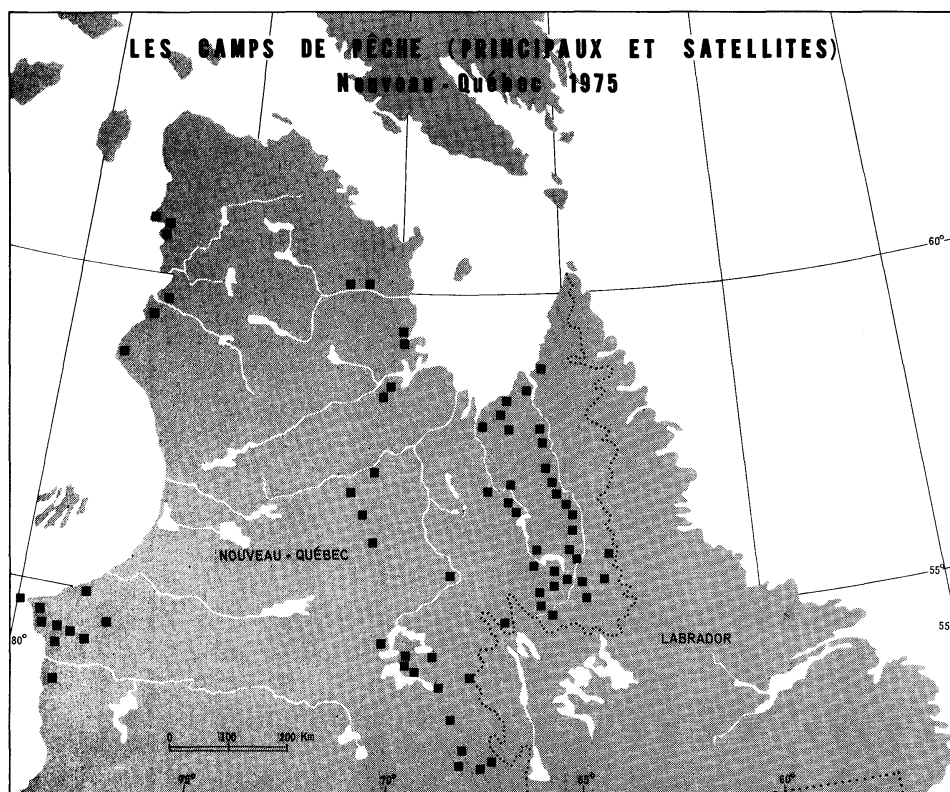 LES CAMPS DE PÊCHE (PRINCIPAUX ET SATELLITES)
Nouveau-Québec 1975
60°
NOUVEAU-QUÉBEC
55°
80°
LABRADOR
55
0 100 200 Km
75°
70°
65°
60°